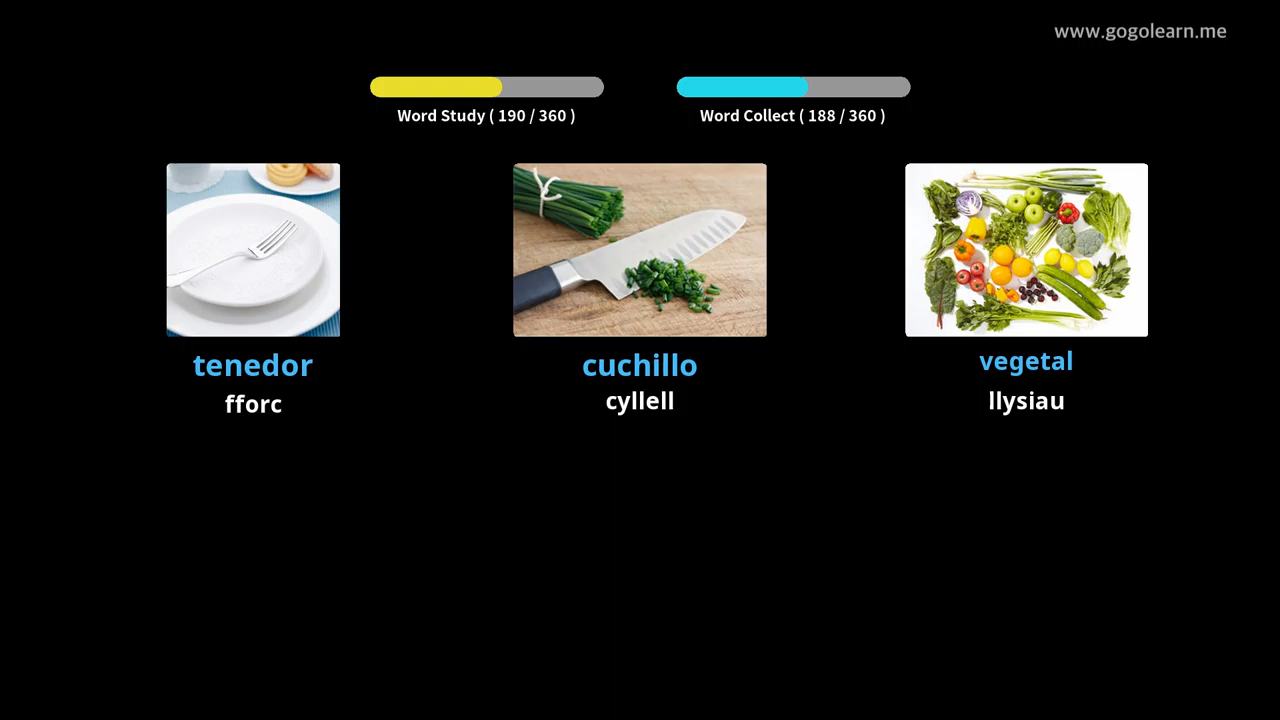 www.gogolearn.me
Word Study ( 190 / 360 )
Word Collect ( 188 / 360 )
tenedor
fforc
cuchillo
cyllell
vegetal
llysiau